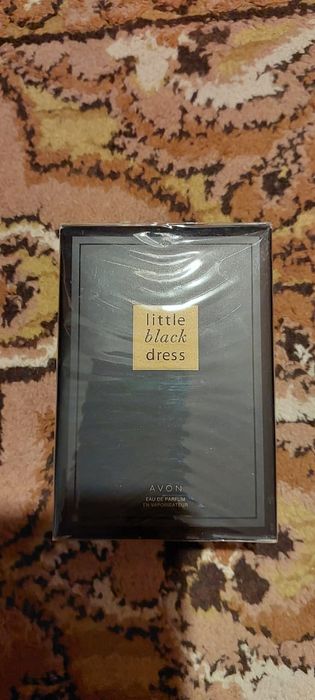 little
black
dress
AVON
EAU DE PARFUM
EN VAPORISATEUR